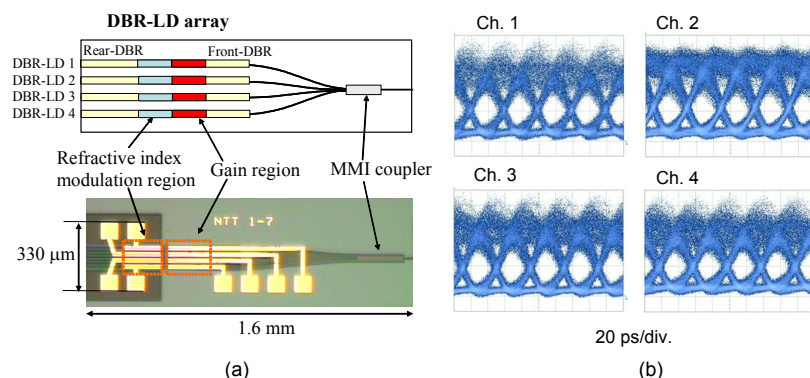 DBR-LD array
Rear-DBR Front-DBR
DBR-LD 1
DBR-LD 2
DBR-LD 3
DBR-LD 4
Refractive index
modulation region
Gain region
MMI coupler
NTT 1-7
330 μm
1.6 mm
(a)
Ch. 1
Ch. 2
Ch. 3
Ch. 4
20 ps/div.
(b)